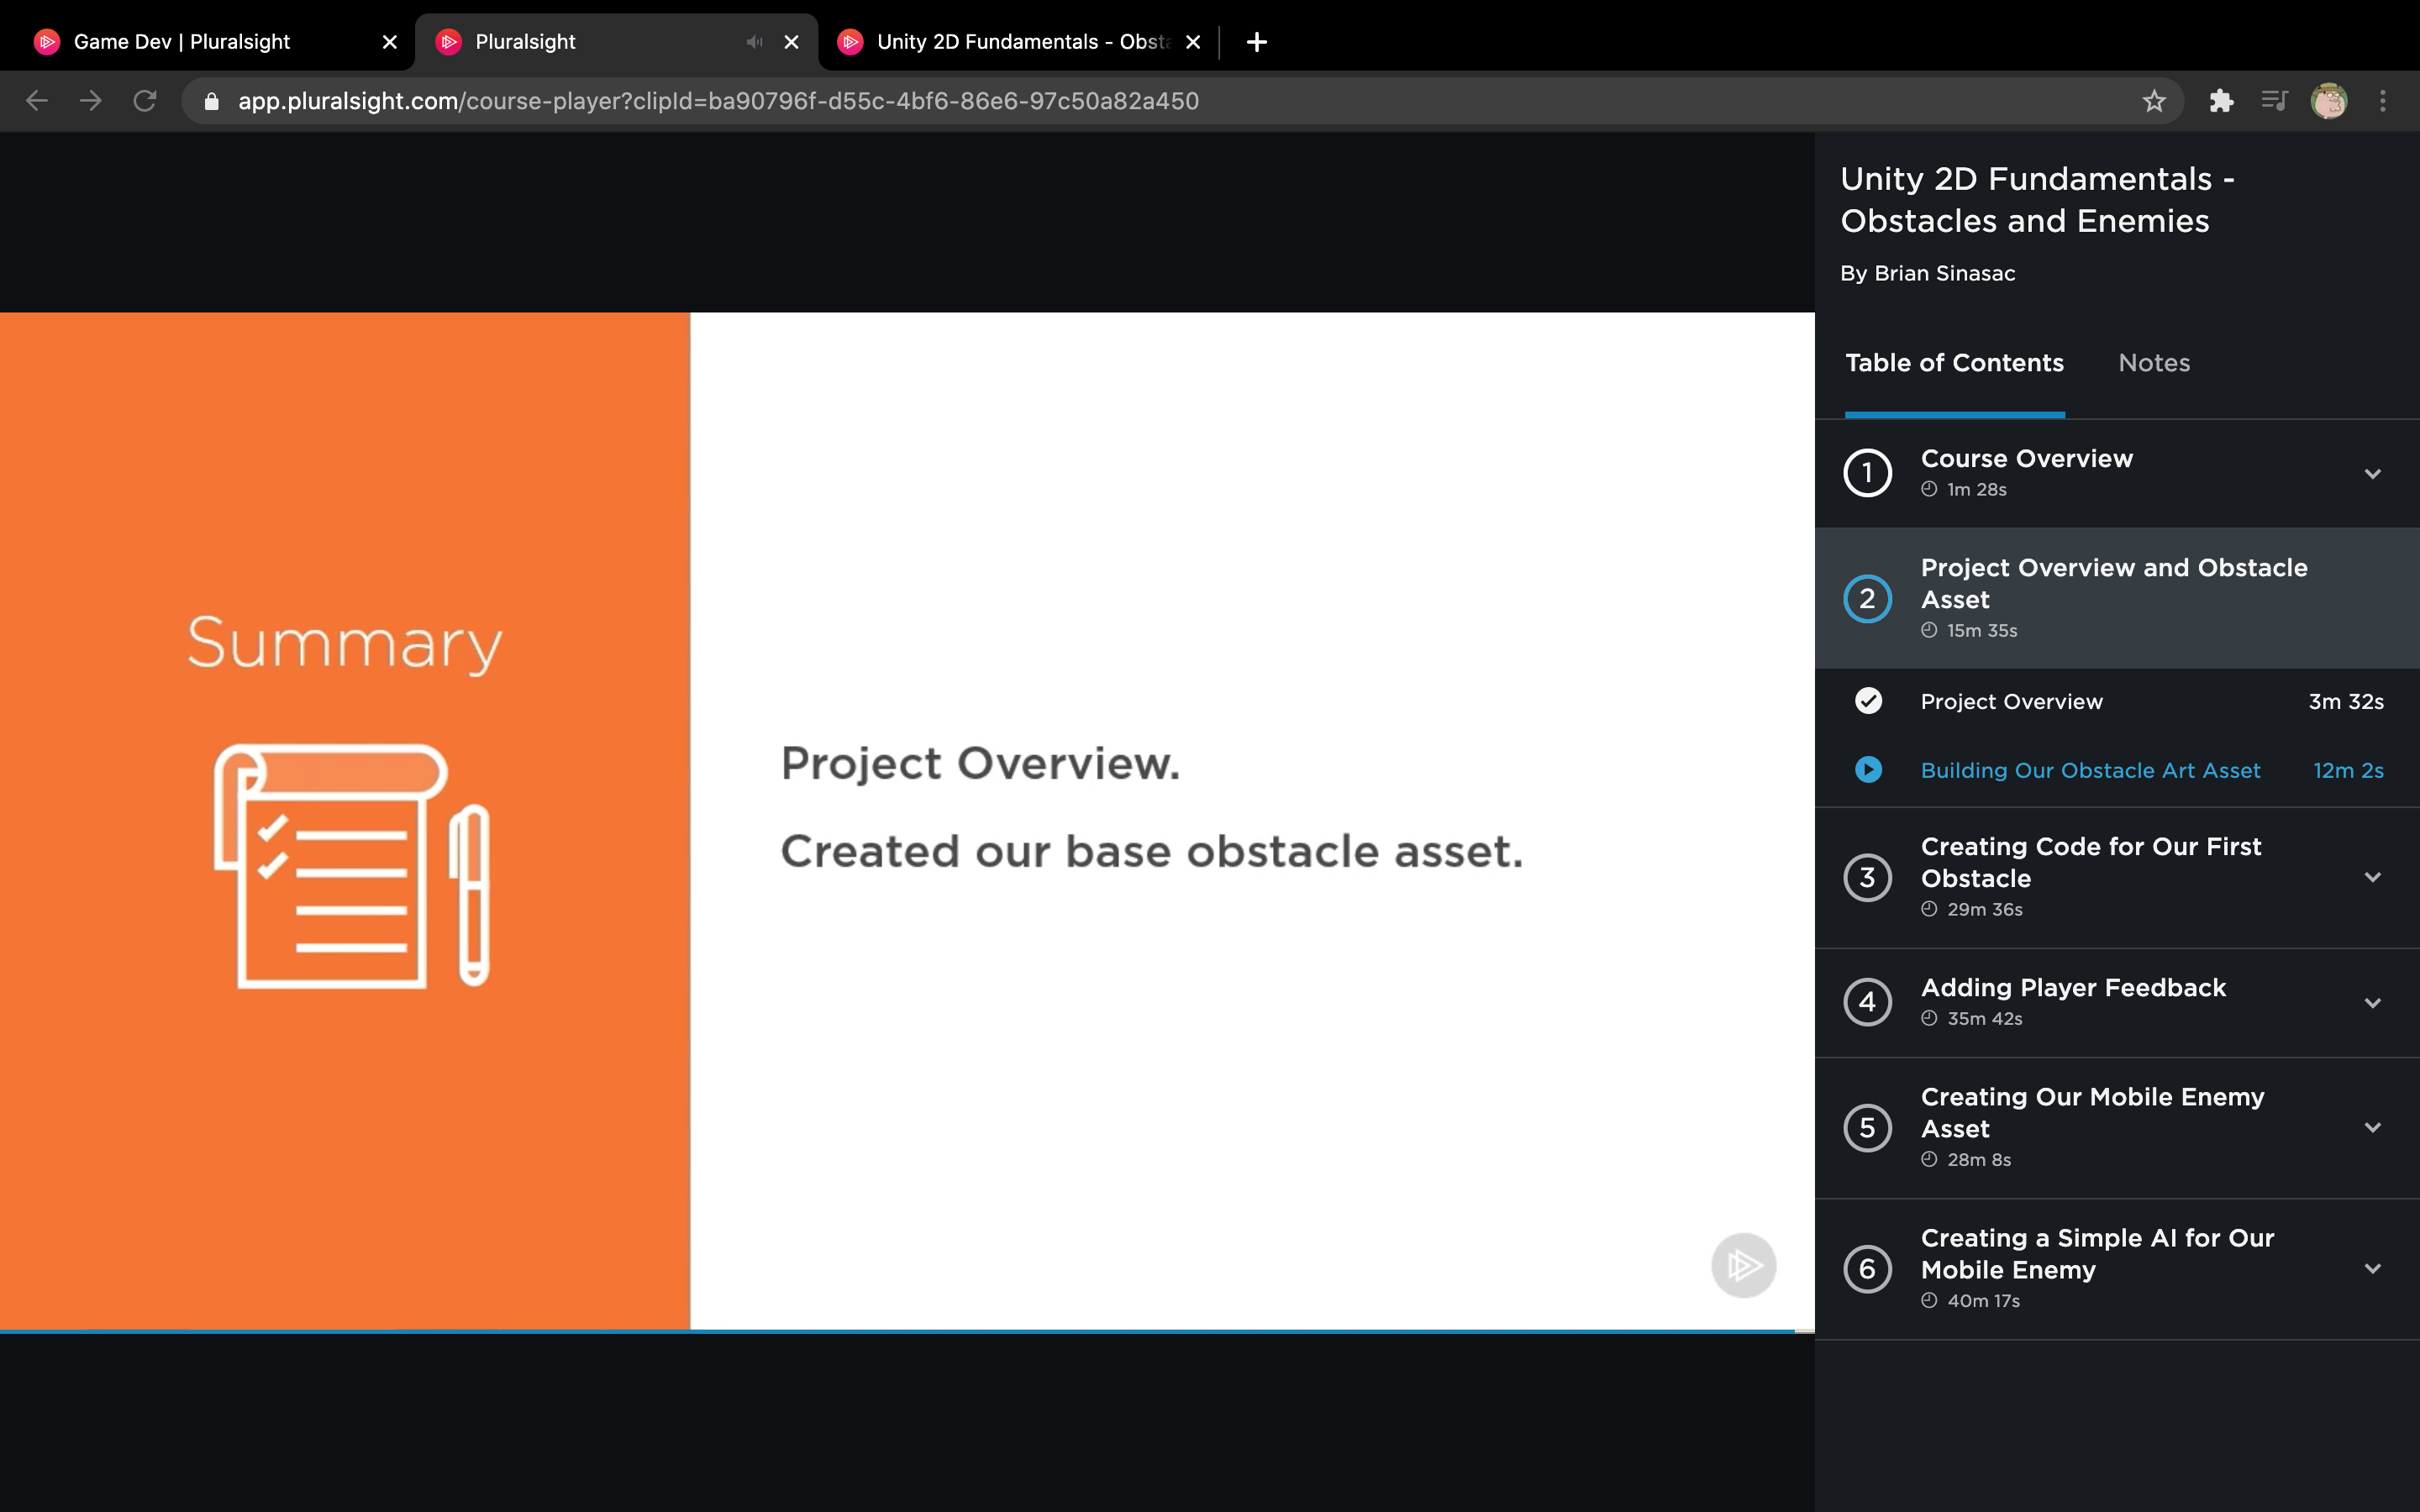 Game Dev | Pluralsight
Pluralsight
Unity 2D Fundamentals - Obsta
app.pluralsight.com/course-player?clipId=ba90796f-d55c-4bf6-86e6-97c50a82a450
Summary
Project Overview.
Created our base obstacle asset.
Unity 2D Fundamentals -
Obstacles and Enemies
By Brian Sinasac
Table of Contents
Notes
1
Course Overview
1m 28s
2
Project Overview and Obstacle
Asset
15m 35s
Project Overview 3m 32s
Building Our Obstacle Art Asset 12m 2s
3
Creating Code for Our First
Obstacle
29m 36s
4
Adding Player Feedback
35m 42s
5
Creating Our Mobile Enemy
Asset
28m 8s
6
Creating a Simple AI for Our
Mobile Enemy
40m 17s